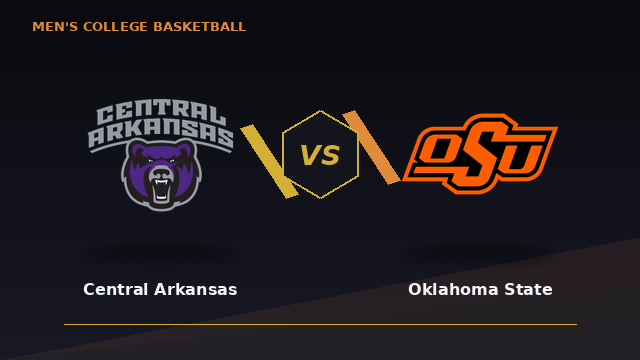 MEN'S COLLEGE BASKETBALL
CENTRAL
ARKANSAS
VS
OSU
Central Arkansas
Oklahoma State